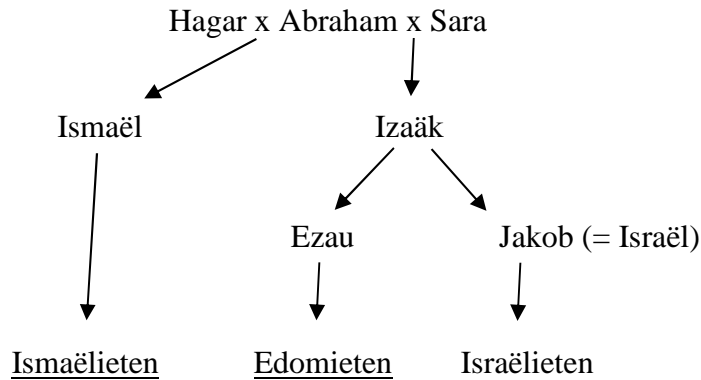 Hagar x Abraham x Sara
Ismaël Izaäk
Ezau Jakob (= Israël)
Ismaëlieten Edomieten Israëlieten